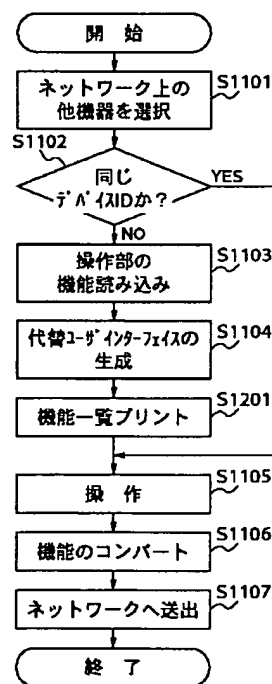 開 始
ネットワーク上の
他機器を選択
S1101
S1102
同じ
デバイスIDか？
YES
NO
操作部の
機能読み込み
S1103
代替ユーザインターフェイスの
生成
S1104
機能一覧プリント
S1201
操 作
S1105
機能のコンバート
S1106
ネットワークへ送出
S1107
終 了